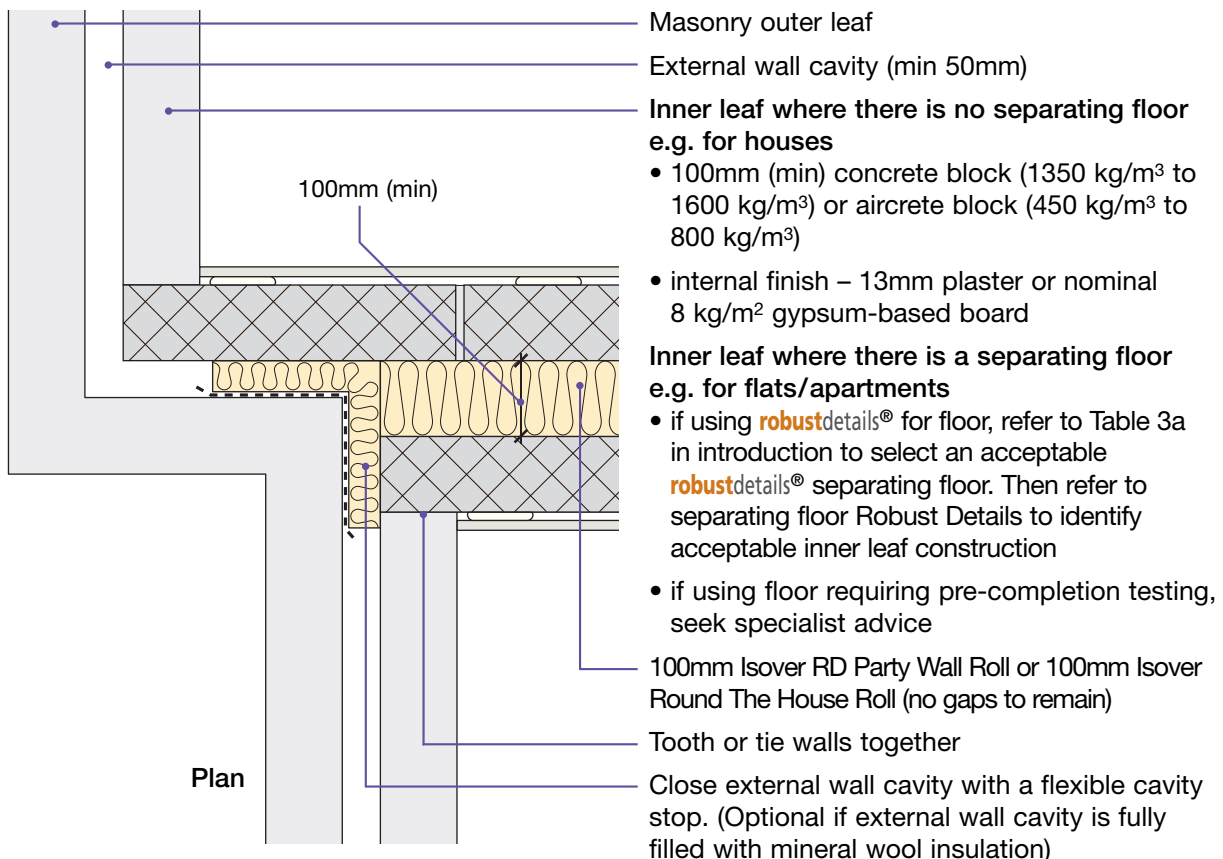 Masonry outer leaf
External wall cavity (min 50mm)
Inner leaf where there is no separating floor
e.g. for houses
• 100mm (min) concrete block (1350 kg/m³ to
1600 kg/m³) or aircrete block (450 kg/m³ to
800 kg/m³)
• internal finish – 13mm plaster or nominal
8 kg/m² gypsum-based board
Inner leaf where there is a separating floor
e.g. for flats/apartments
• if using robustdetails® for floor, refer to Table 3a
in introduction to select an acceptable
robustdetails® separating floor. Then refer to
separating floor Robust Details to identify
acceptable inner leaf construction
• if using floor requiring pre-completion testing,
seek specialist advice
100mm Isover RD Party Wall Roll or 100mm Isover
Round The House Roll (no gaps to remain)
Tooth or tie walls together
Close external wall cavity with a flexible cavity
stop. (Optional if external wall cavity is fully
filled with mineral wool insulation)
100mm (min)
Plan